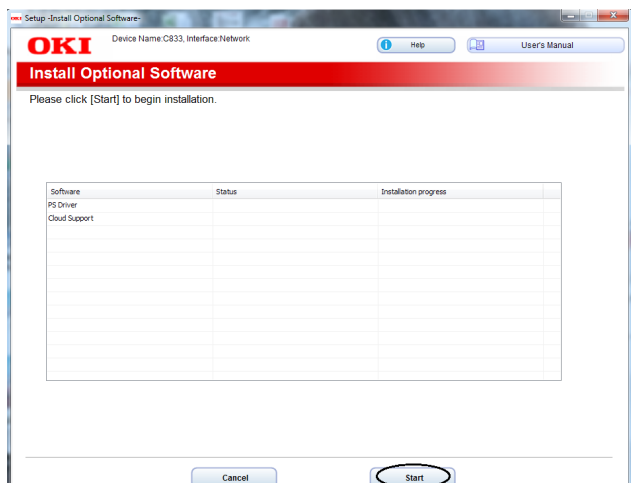 Setup -Install Optional Software-
OKI
Device Name:C833, Interface:Network
Help
User's Manual
Install Optional Software
Please click [Start] to begin installation.
Software Status Installation progress
PS Driver
Cloud Support
Cancel Start